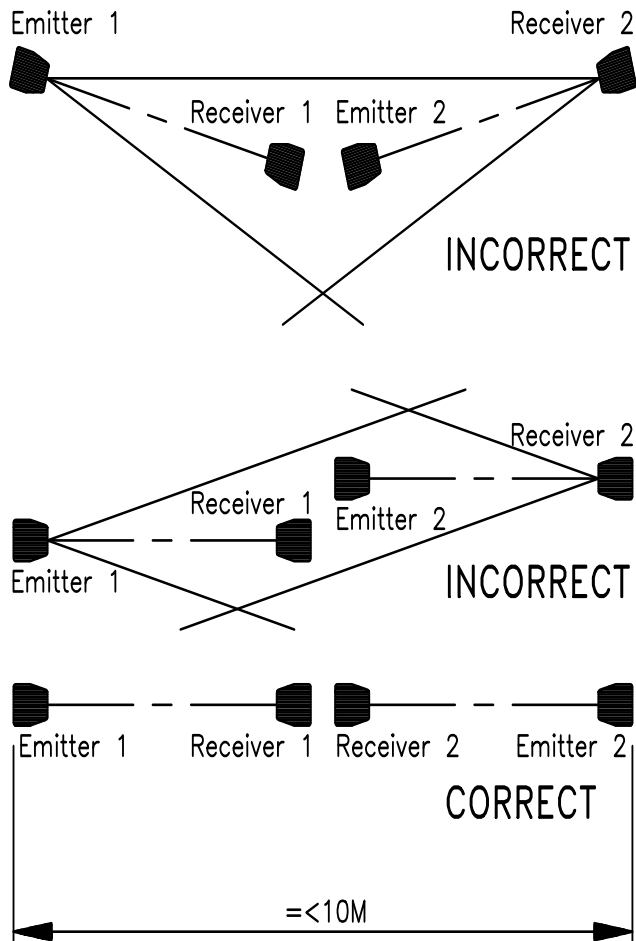 Emitter 1
Receiver 2
Receiver 1
Emitter 2
INCORRECT
Receiver 2
Receiver 1
Emitter 2
Emitter 1
INCORRECT
Emitter 1
Receiver 1
Receiver 2
Emitter 2
CORRECT
=<10M